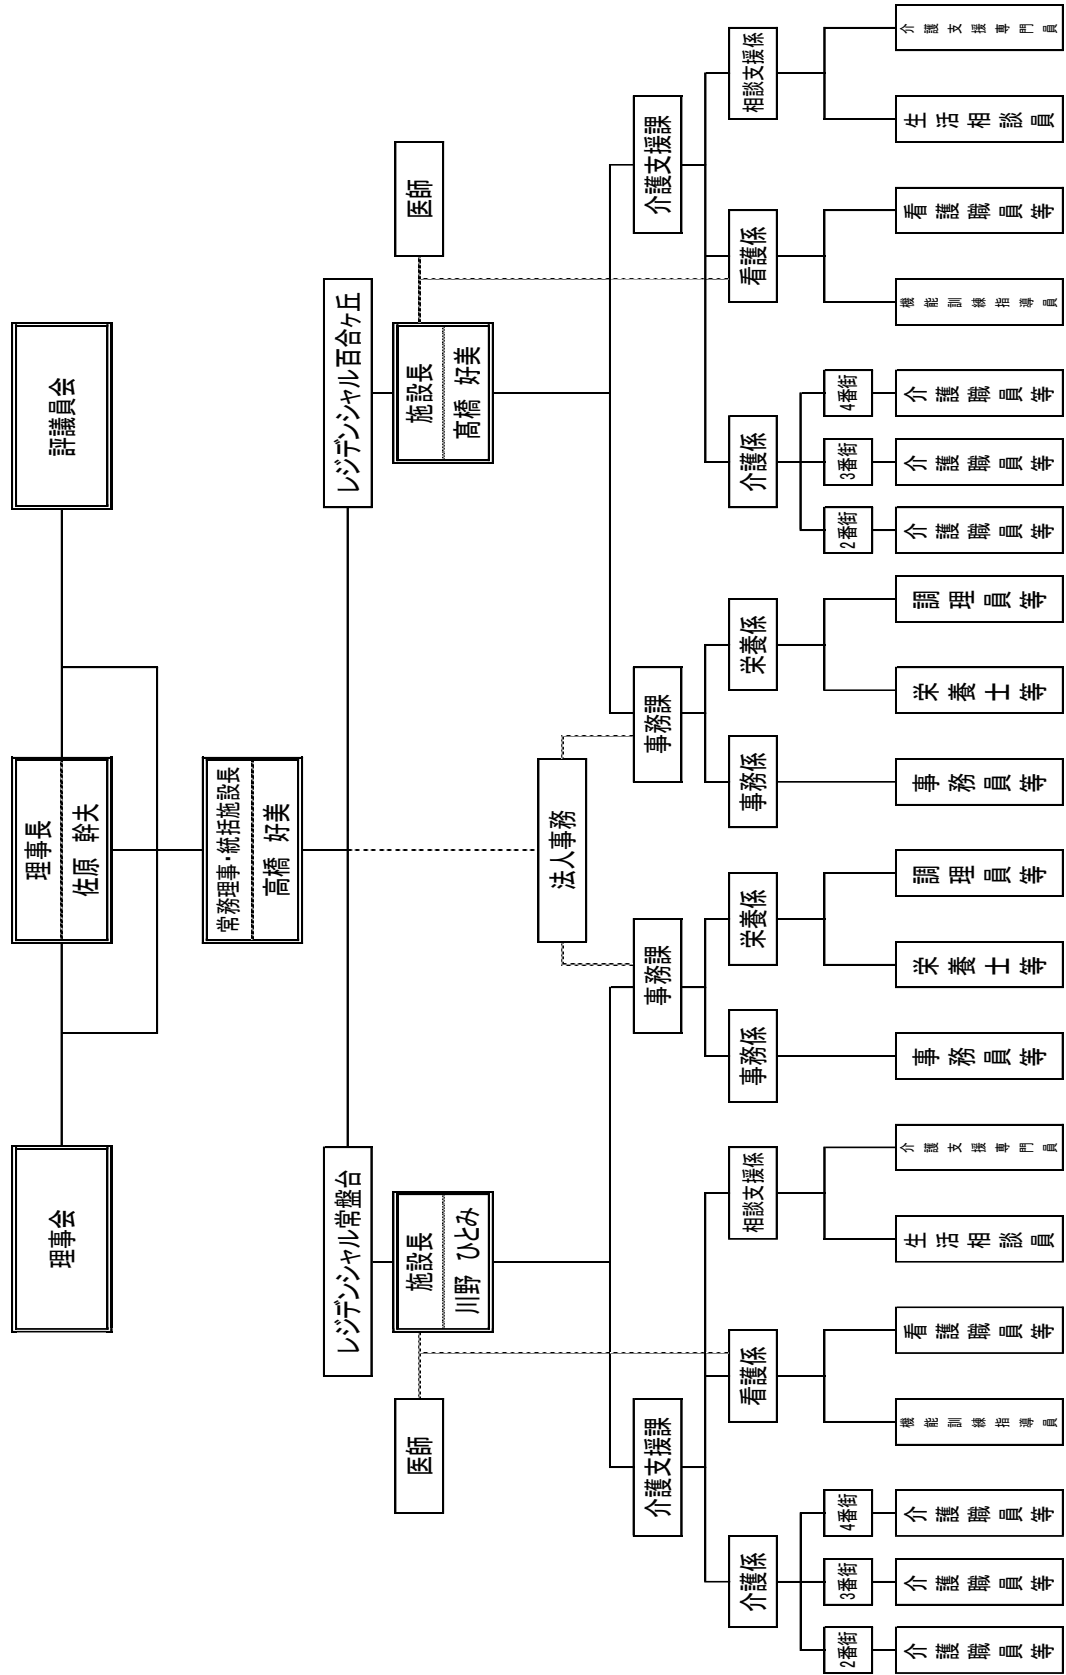 理事会
理事長
佐原 幹夫
評議員会
常務理事・統括施設長
高橋 好美
レジデンシャル常盤台
レジデンシャル百合ヶ丘
医師
施設長
川野 ひとみ
施設長
髙橋 好美
医師
法人事務
介護支援課
事務課
事務課
介護支援課
介護係
看護係
相談支援係
事務係
栄養係
事務係
栄養係
介護係
看護係
相談支援係
2番街
3番街
4番街
2番街
3番街
4番街
介護職員等
介護職員等
介護職員等
機能訓練指導員
看護職員等
生活相談員
介護支援専門員
事務員等
栄養士等
調理員等
事務員等
栄養士等
調理員等
介護職員等
介護職員等
介護職員等
機能訓練指導員
看護職員等
生活相談員
介護支援専門員